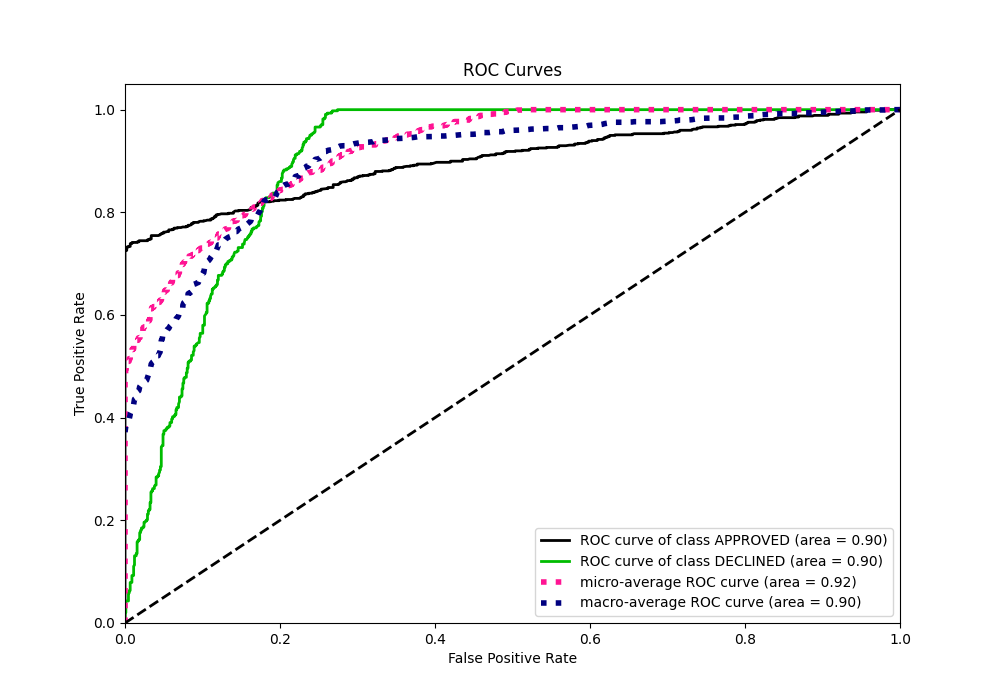 ROC Curves
1.0
0.8
0.6
0.4
0.2
0.0
True Positive Rate
ROC curve of class APPROVED (area = 0.90)
ROC curve of class DECLINED (area = 0.90)
micro-average ROC curve (area = 0.92)
macro-average ROC curve (area = 0.90)
0.0 0.2 0.4 0.6 0.8 1.0
False Positive Rate